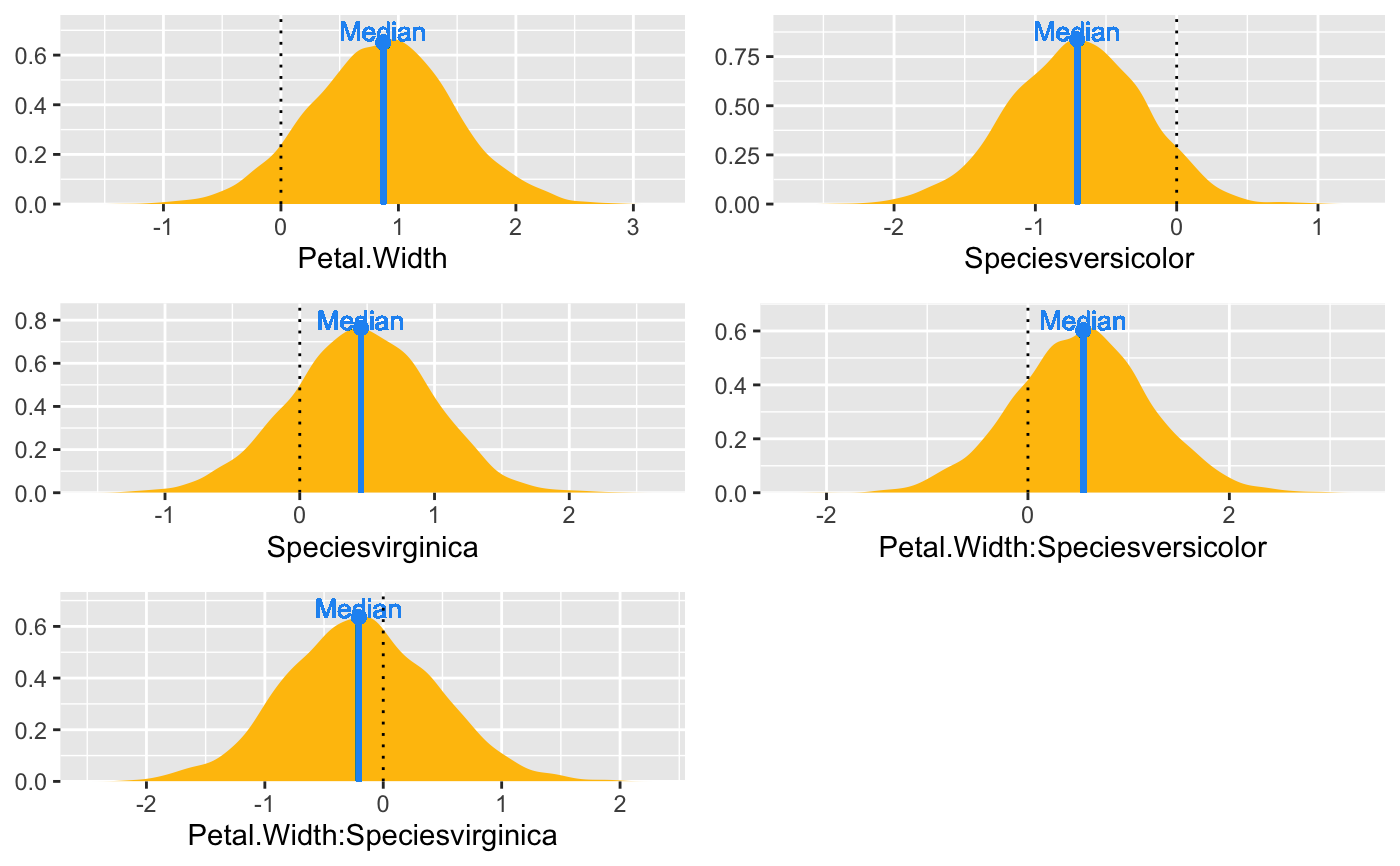 Median
0.6
0.4
0.2
0.0
-1 0 1 2 3
Petal.Width
Median
0.75
0.50
0.25
0.00
-2 -1 0 1
Speciesversicolor
Median
0.8
0.6
0.4
0.2
0.0
-1 0 1 2
Speciesvirginica
Median
0.6
0.4
0.2
0.0
-2 0 2
Petal.Width:Speciesversicolor
Median
0.6
0.4
0.2
0.0
-2 -1 0 1 2
Petal.Width:Speciesvirginica